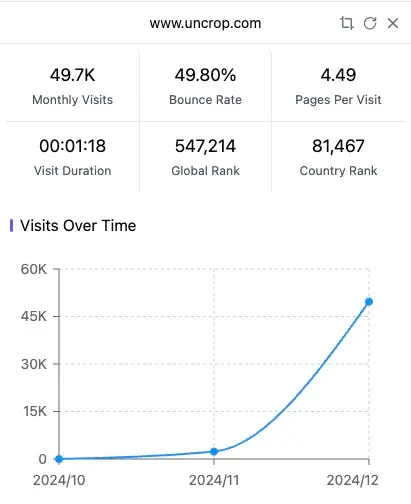 www.uncrop.com
49.7K 49.80% 4.49
Monthly Visits Bounce Rate Pages Per Visit
00:01:18 547,214 81,467
Visit Duration Global Rank Country Rank
Visits Over Time
60K
45K
30K
15K
0
2024/10 2024/11 2024/12